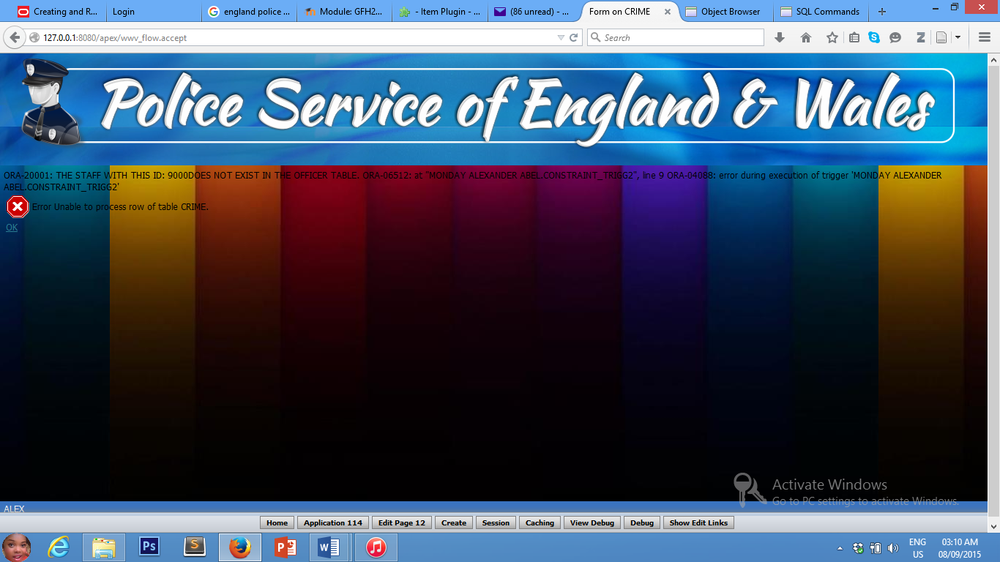 Creating and R...
Login
england police ...
Module: GFH2...
- Item Plugin - ...
(86 unread) - ...
Form on CRIME
Object Browser
SQL Commands
127.0.0.1:8080/apex/wwv_flow.accept
Search
Police Service of England & Wales
ORA-20001: THE STAFF WITH THIS ID: 9000DOES NOT EXIST IN THE OFFICER TABLE. ORA-06512: at "MONDAY ALEXANDER ABEL.CONSTRAINT_TRIGG2", line 9 ORA-04088: error during execution of trigger 'MONDAY ALEXANDER
ABEL.CONSTRAINT_TRIGG2'
Error Unable to process row of table CRIME.
OK
Activate Windows
Go to PC settings to activate Windows.
ALEX
Home
Application 114
Edit Page 12
Create
Session
Caching
View Debug
Debug
Show Edit Links
ENG
US
03:10 AM
08/09/2015